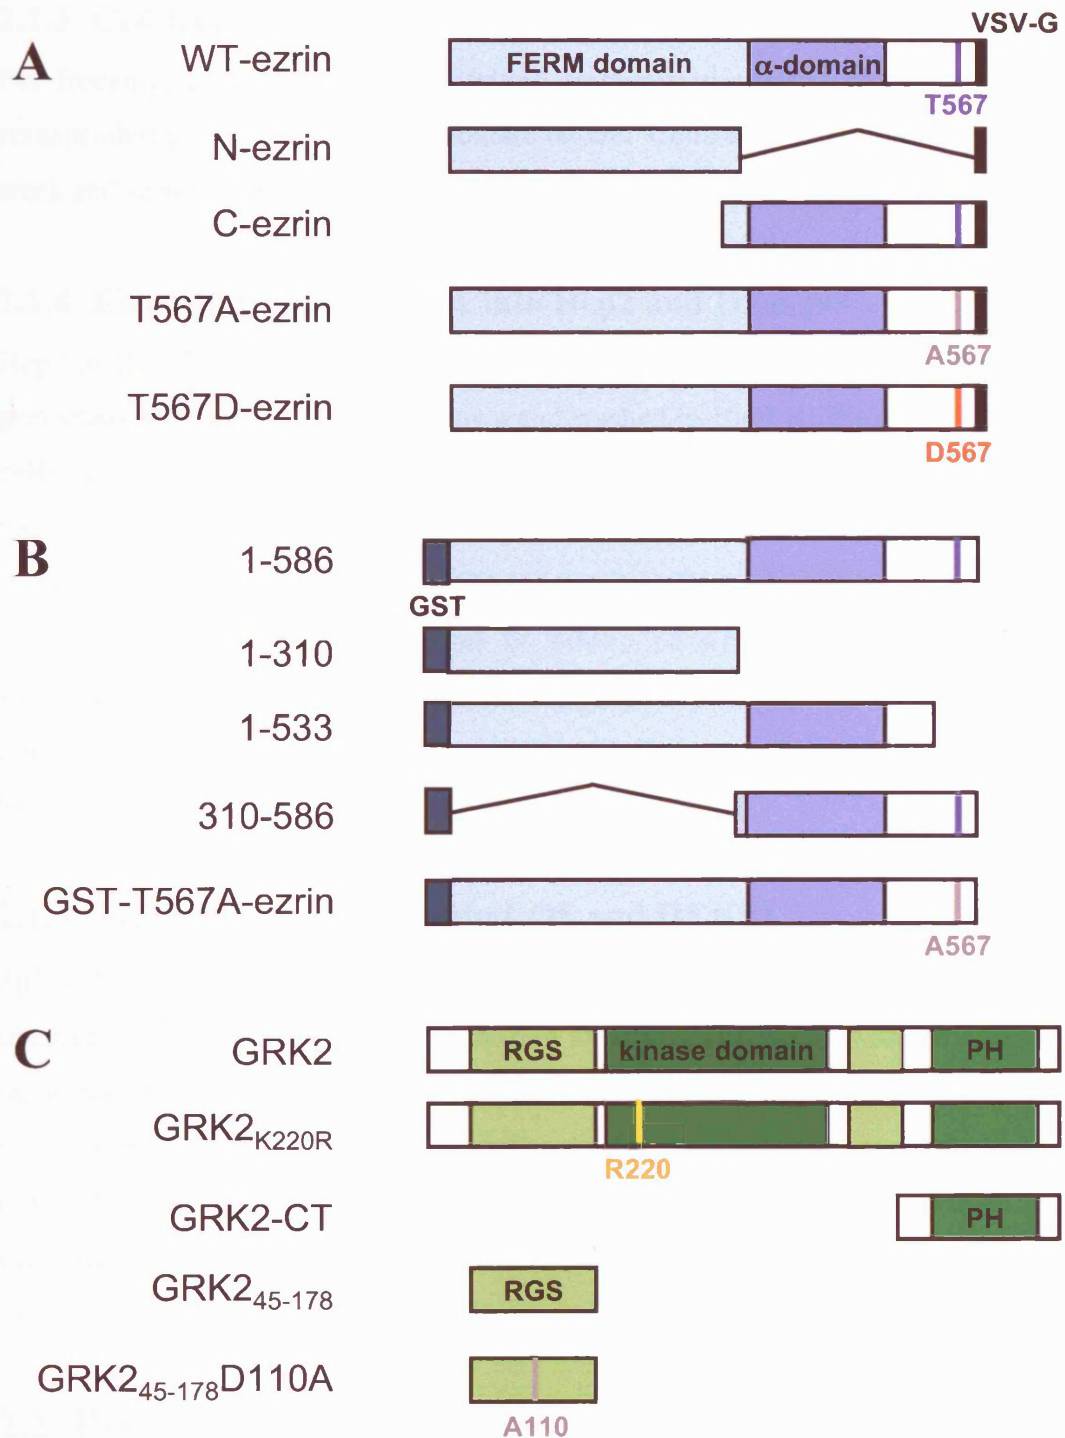 VSV-G
A WT-ezrin FERM domain α-domain
T567
N-ezrin
C-ezrin
T567A-ezrin
A567
T567D-ezrin
D567
B 1-586
GST
1-310
1-533
310-586
GST-T567A-ezrin
A567
C GRK2 RGS kinase domain PH
GRK2K220R
R220
GRK2-CT PH
GRK245-178 RGS
GRK245-178D110A
A110